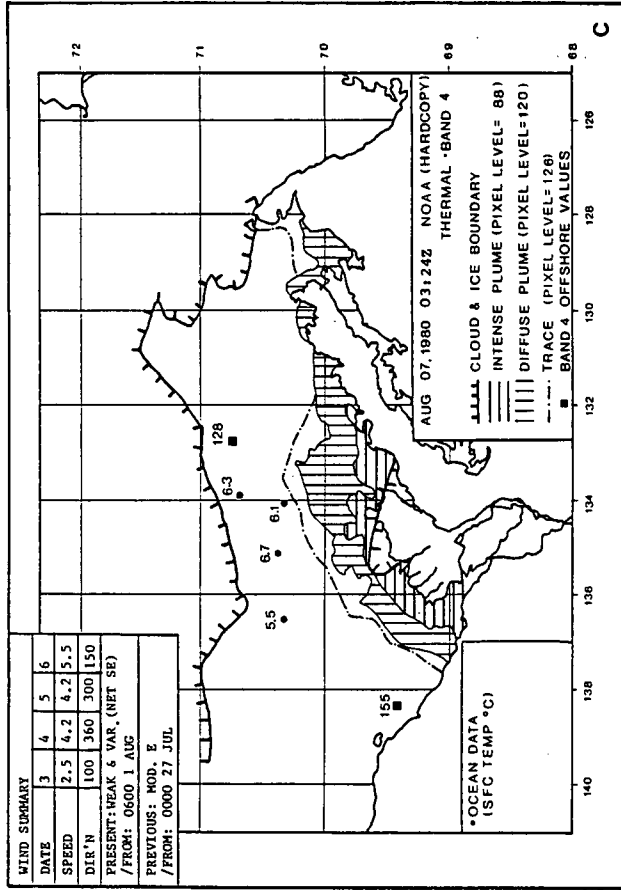 WIND SUMMARY
DATE 3 4 5 6
SPEED 2.5 4.2 4.2 5.5
DIR'N 100 360 300 150
PRESENT: WEAK & VAR. (NET SE)
/FROM: 0600 1 AUG
PREVIOUS: MOD. E
/FROM: 0000 27 JUL
72
71
70
69
68
128
6.3
6.1
6.7
5.5
155
•OCEAN DATA
(SFC TEMP °C)
AUG 07, 1980 03:24Z NOAA (HARDCOPY)
THERMAL - BAND 4
CLOUD & ICE BOUNDARY
INTENSE PLUME (PIXEL LEVEL= 88)
DIFFUSE PLUME (PIXEL LEVEL=120)
TRACE (PIXEL LEVEL=126)
■ BAND 4 OFFSHORE VALUES
140 138 136 134 132 130 128 126
C